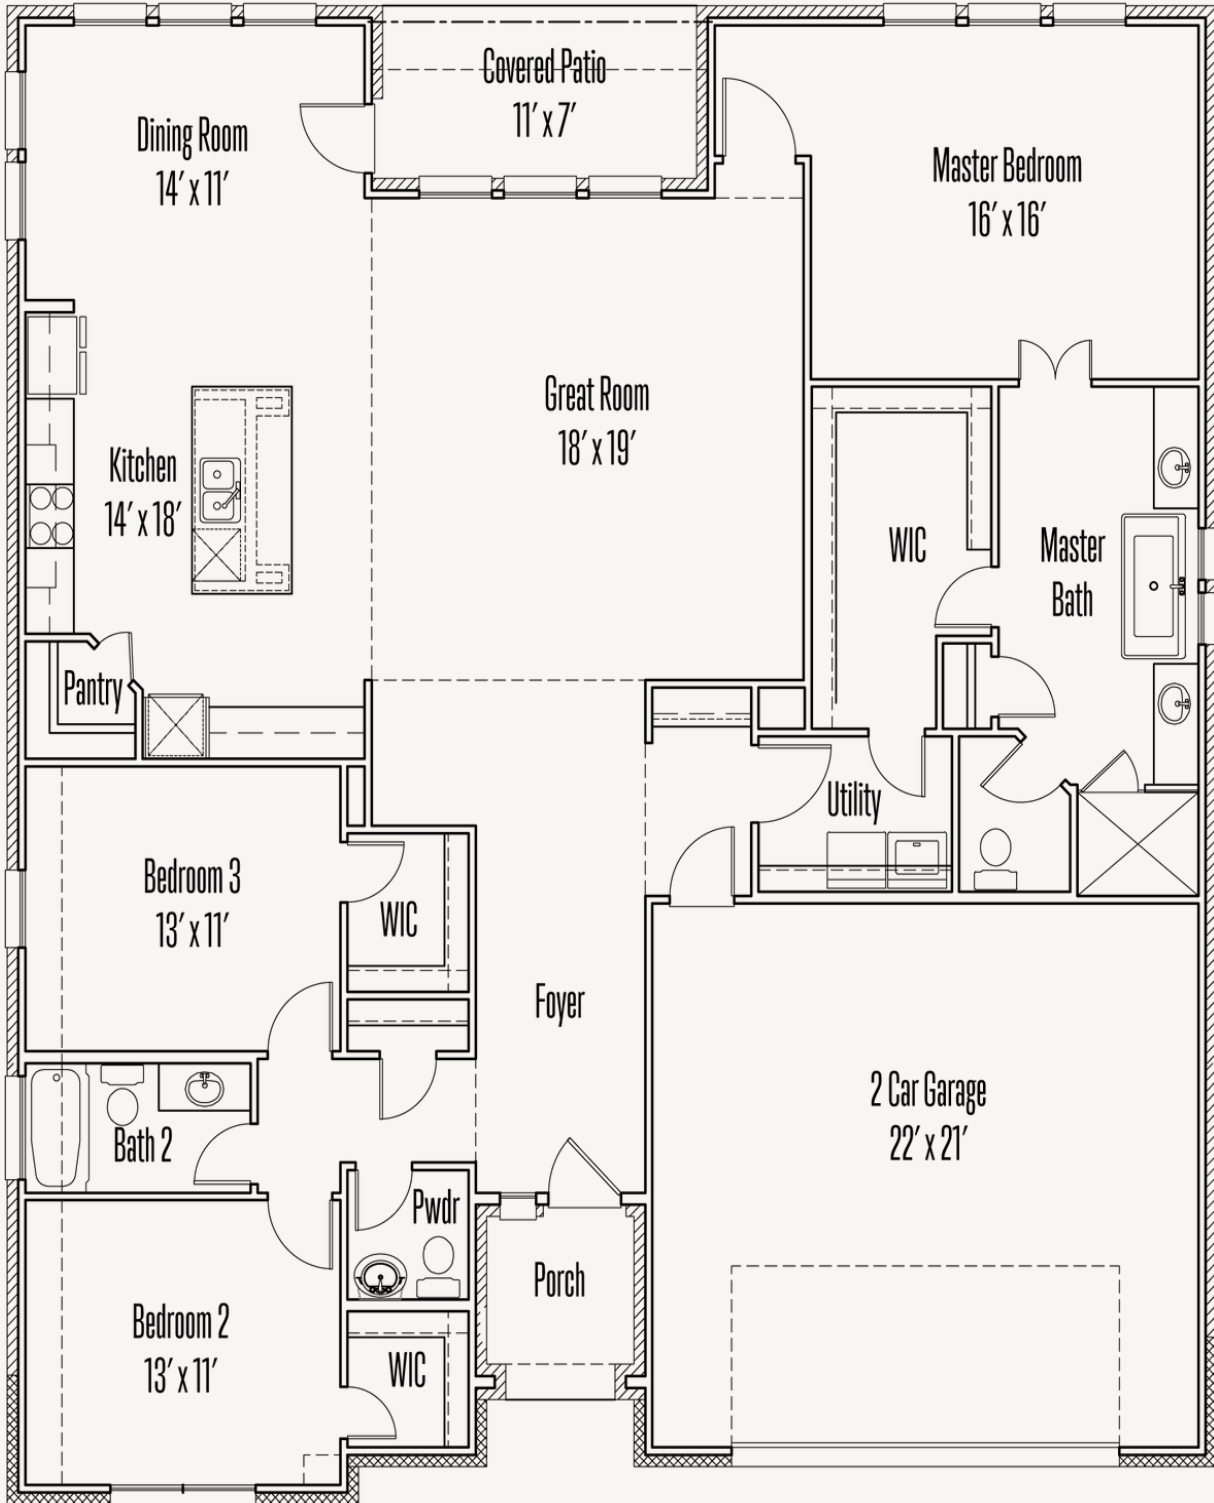 Covered Patio
11' x 7'
Dining Room
14' x 11'
Master Bedroom
16' x 16'
Great Room
18' x 19'
Kitchen
14' x 18'
WIC
Master
Bath
Pantry
Utility
Bedroom 3
13' x 11'
WIC
Foyer
2 Car Garage
22' x 21'
Bath 2
Pwdr
Porch
Bedroom 2
13' x 11'
WIC